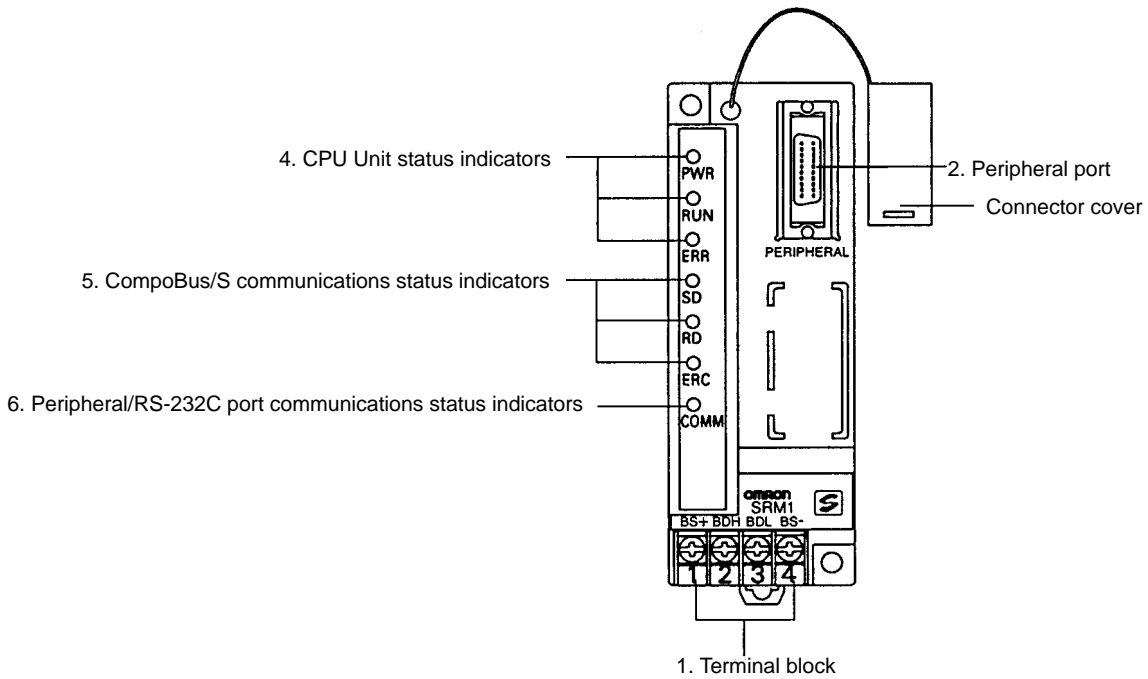 4. CPU Unit status indicators
PWR
2. Peripheral port
RUN
Connector cover
ERR
PERIPHERAL
5. CompoBus/S communications status indicators
SD
RD
ERC
6. Peripheral/RS-232C port communications status indicators
COMM
OMRON
SRM1
S
BS+ BDH BDL BS-
1 2 3 4
1. Terminal block